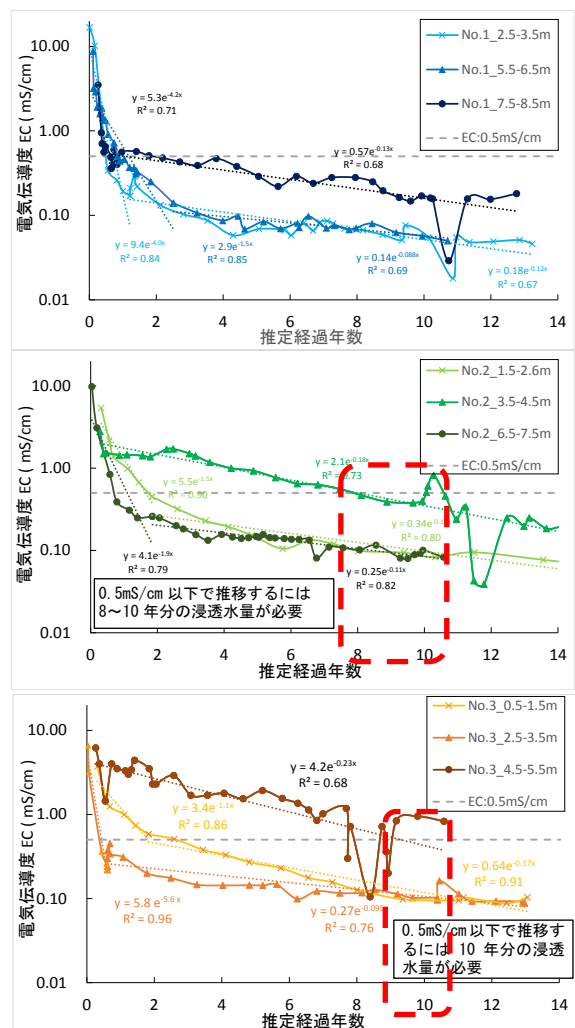 電気伝導度 EC ( mS/cm)
10.00
1.00
0.10
0.01
0
2
4
6
8
10
12
14
推定経過年数
No.1_2.5-3.5m
No.1_5.5-6.5m
No.1_7.5-8.5m
EC:0.5mS/cm
y = 5.3e^-4.2x
R² = 0.71
y = 0.57e^-0.13x
R² = 0.68
y = 9.4e^-4.0x
R² = 0.84
y = 2.9e^-1.5x
R² = 0.85
y = 0.14e^-0.088x
R² = 0.69
y = 0.18e^-0.12x
R² = 0.67
電気伝導度 EC ( mS/cm)
10.00
1.00
0.10
0.01
0
2
4
6
8
10
12
14
推定経過年数
No.2_1.5-2.6m
No.2_3.5-4.5m
No.2_6.5-7.5m
EC:0.5mS/cm
y = 2.1e^-0.18x
R² = 0.73
y = 5.5e^-1.5x
R² = 0.90
y = 0.34e
R² = 0.80
y = 4.1e^-1.9x
R² = 0.79
y = 0.25e^-0.11x
R² = 0.82
0.5mS/cm 以下で推移するには
8～10 年分の浸透水量が必要
電気伝導度 EC ( mS/cm)
10.00
1.00
0.10
0.01
0
2
4
6
8
10
12
14
推定経過年数
No.3_0.5-1.5m
No.3_2.5-3.5m
No.3_4.5-5.5m
EC:0.5mS/cm
y = 4.2e^-0.23x
R² = 0.68
y = 3.4e^-1.1x
R² = 0.86
y = 0.64e^-0.17x
R² = 0.91
y = 5.8 e^-5.6 x
R² = 0.96
y = 0.27e^-0.095
R² = 0.76
0.5mS/cm 以下で推移す
るには 10 年分の浸透
水量が必要